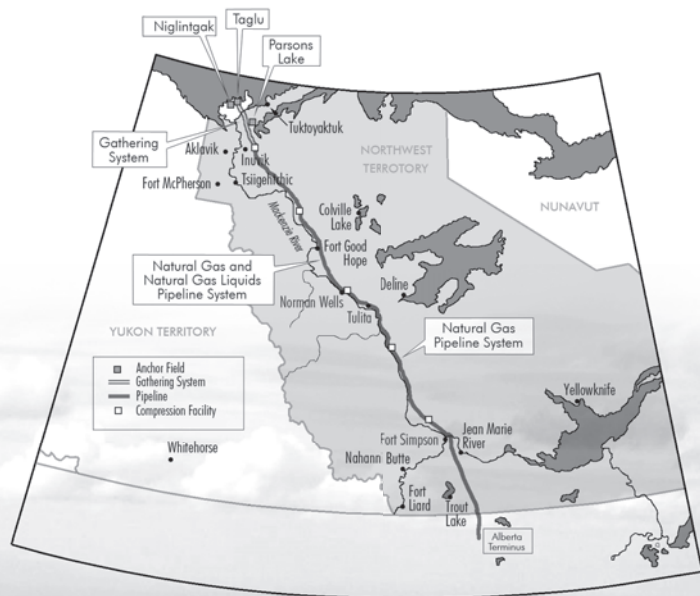 Taglu
Niglintgak
Parsons
Lake
Tuktoyaktuk
Gathering
System
Aklavik
Inuvik
Tsiigehtchic
Fort McPherson
NORTHWEST
TERROTORY
NUNAVUT
Mackenzie River
Colville
Lake
Fort Good
Hope
Natural Gas and
Natural Gas Liquids
Pipeline System
Norman Wells
Deline
Tulita
YUKON TERRITORY
Natural Gas
Pipeline System
Anchor Field
Gathering System
Pipeline
Compression Facility
Yellowknife
Whitehorse
Fort Simpson
Jean Marie
River
Nahann Butte
Fort
Liard
Trout
Lake
Alberta
Terminus